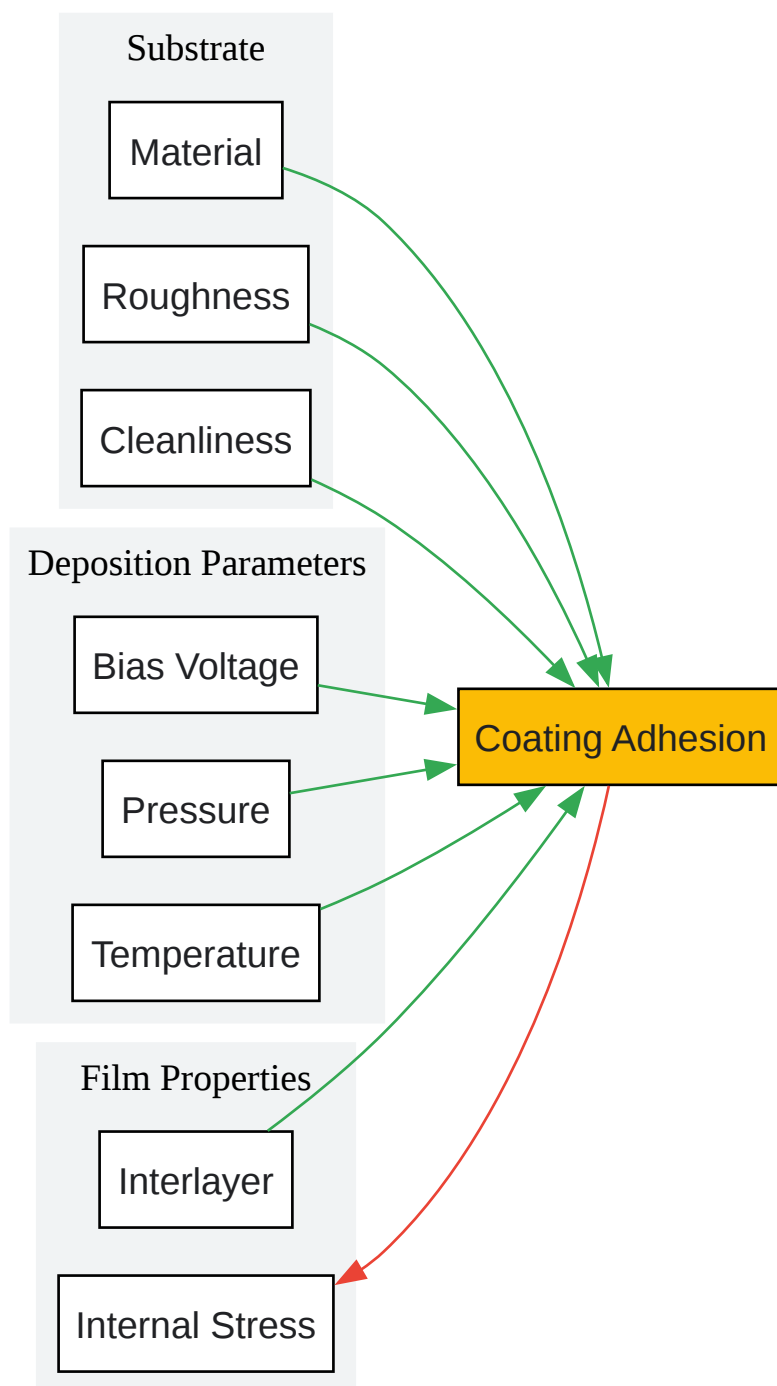 Substrate
Material
Roughness
Cleanliness
Deposition Parameters
Bias Voltage
Coating Adhesion
Pressure
Temperature
Film Properties
Interlayer
Internal Stress